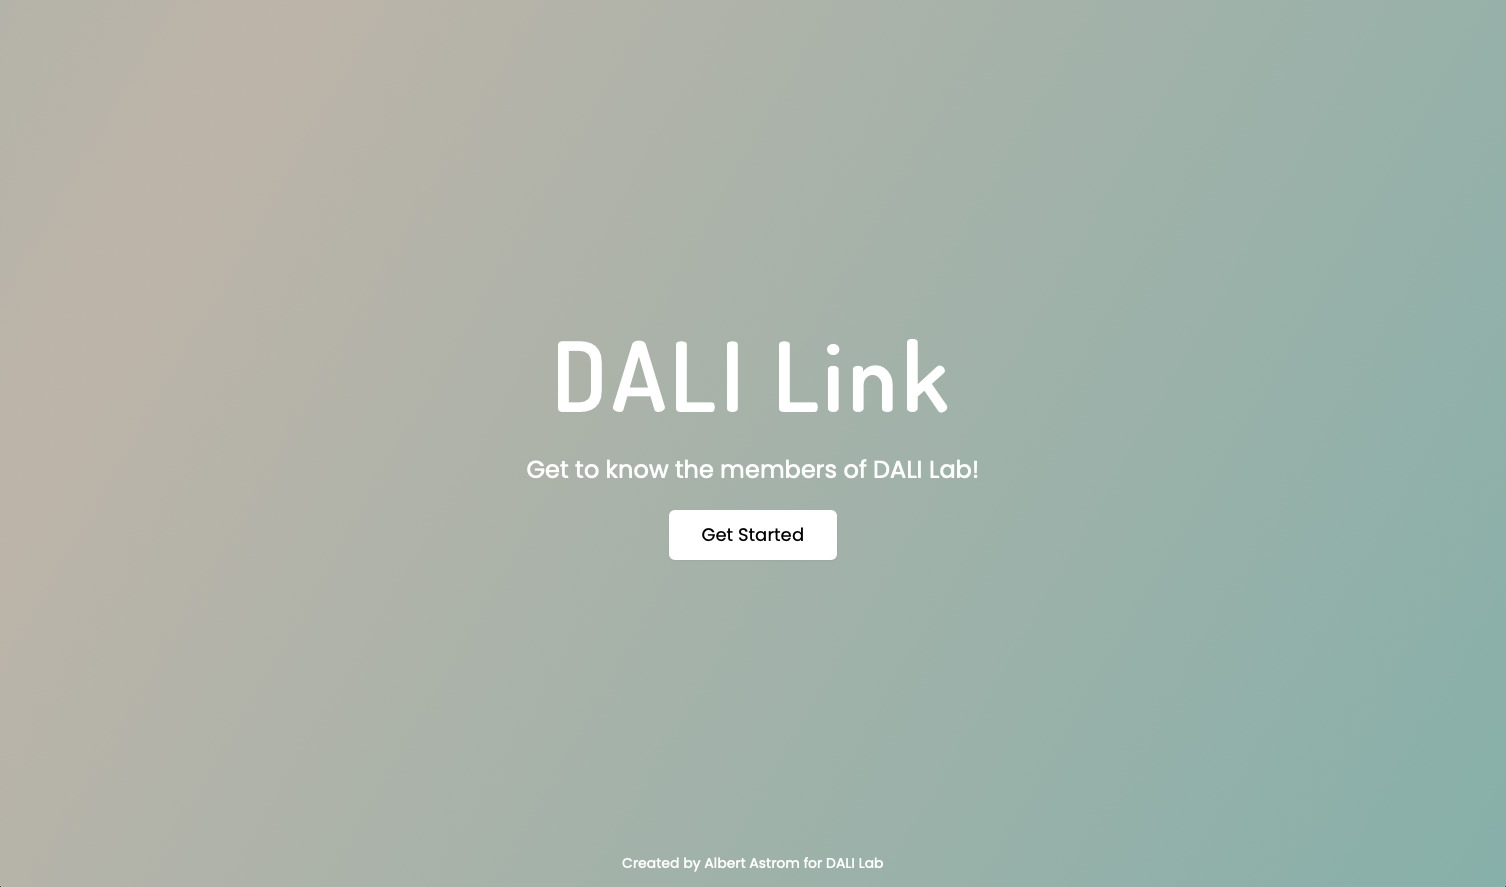 DALI Link
Get to know the members of DALI Lab!
Get Started
Created by Albert Astrom for DALI Lab